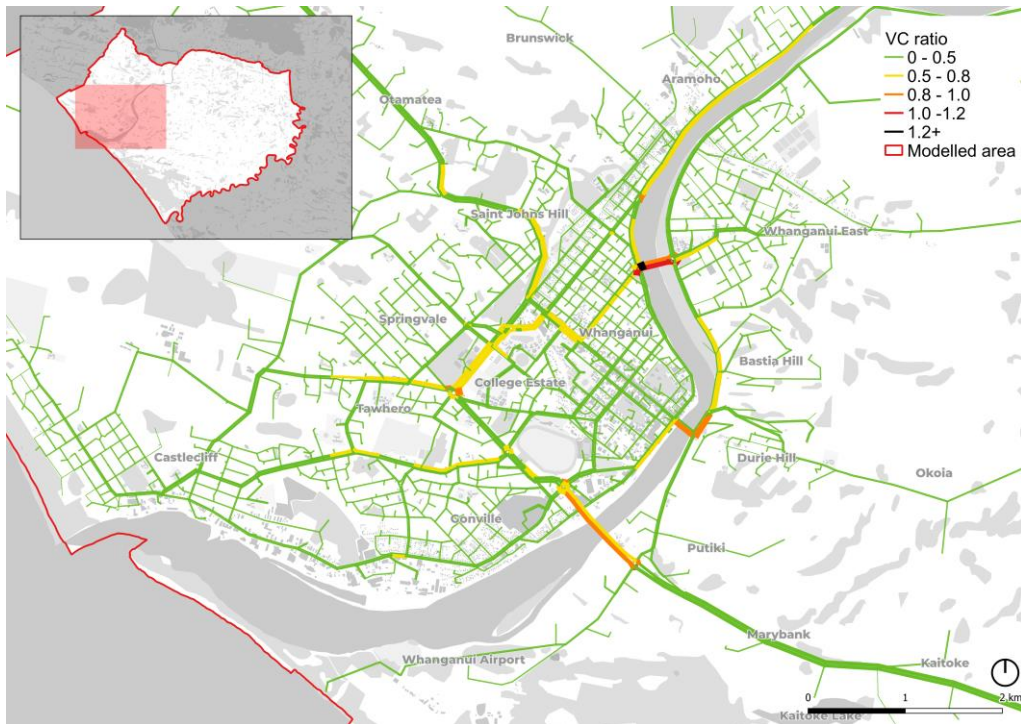 Brunswick
VC ratio
0 - 0.5
0.5 - 0.8
0.8 - 1.0
1.0 -1.2
1.2+
Modelled area
Aramoho
Otamatea
Saint Johns Hill
Whanganui East
Springvale
Whanganui
Bastia Hill
College Estate
Tawhero
Castlecliff
Durie Hill
Okoia
Gonville
Putiki
Marybank
Whanganui Airport
Kaitoke
0 1 2 km
Kaitoke Lake